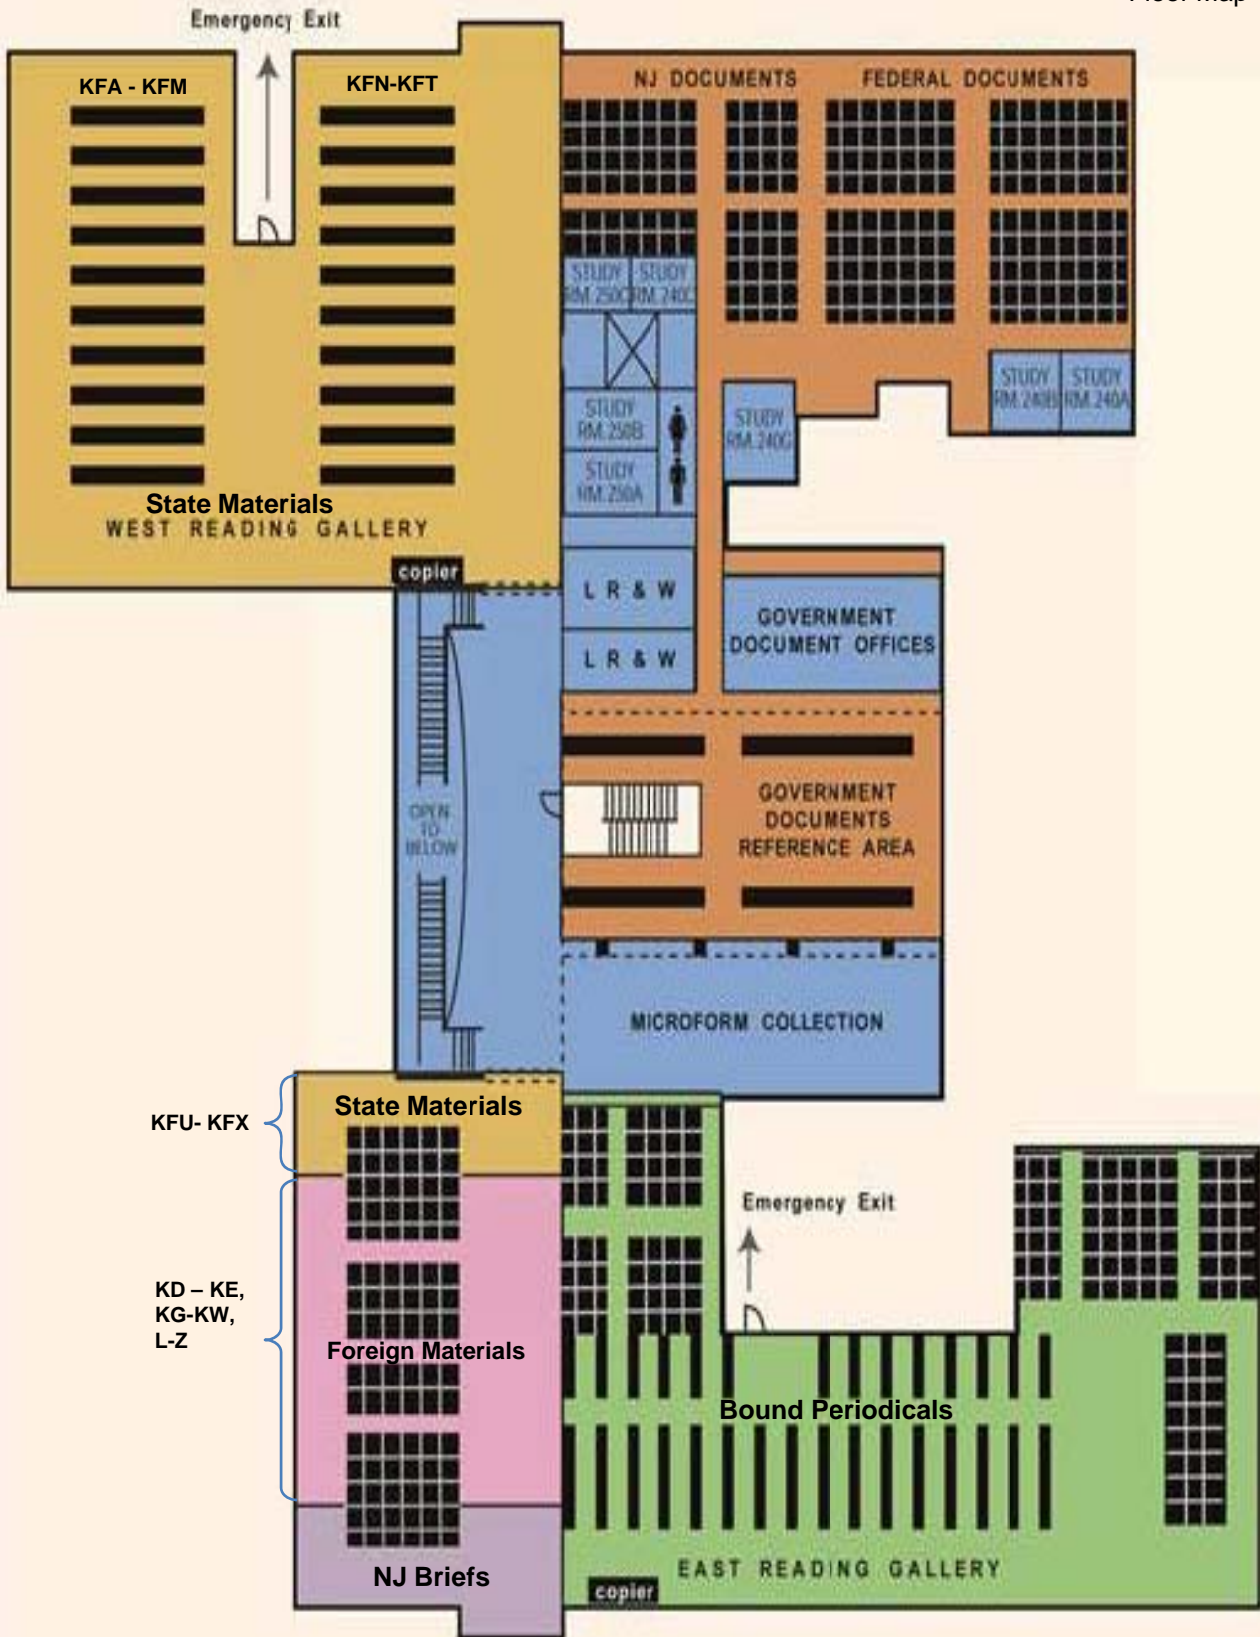 Floor Map
Emergency Exit
KFA - KFM
KFN-KFT
NJ DOCUMENTS
FEDERAL DOCUMENTS
STUDY
RM.250C
STUDY
RM.240C
STUDY
RM.250B
STUDY
RM.250A
STUDY
RM.240G
STUDY
RM.240B
STUDY
RM.240A
State Materials
WEST READING GALLERY
copier
L R & W
L R & W
GOVERNMENT
DOCUMENT OFFICES
OPEN
TO
BELOW
GOVERNMENT
DOCUMENTS
REFERENCE AREA
MICROFORM COLLECTION
State Materials
KFU- KFX
Emergency Exit
KD – KE,
KG-KW,
L-Z
Foreign Materials
Bound Periodicals
NJ Briefs
EAST READING GALLERY
copier